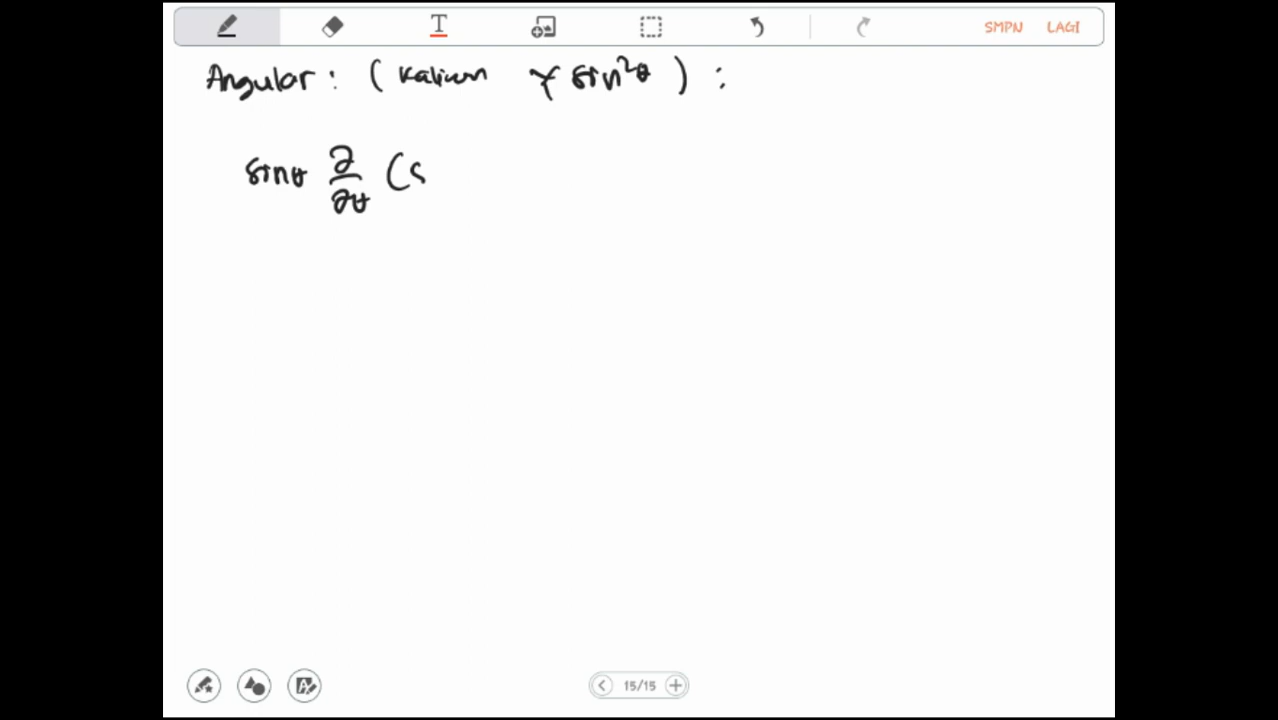 T SMPN LAGI
Angular : ( Kalikan Y sin²θ ) :
sinθ ∂/∂θ (s
15/15